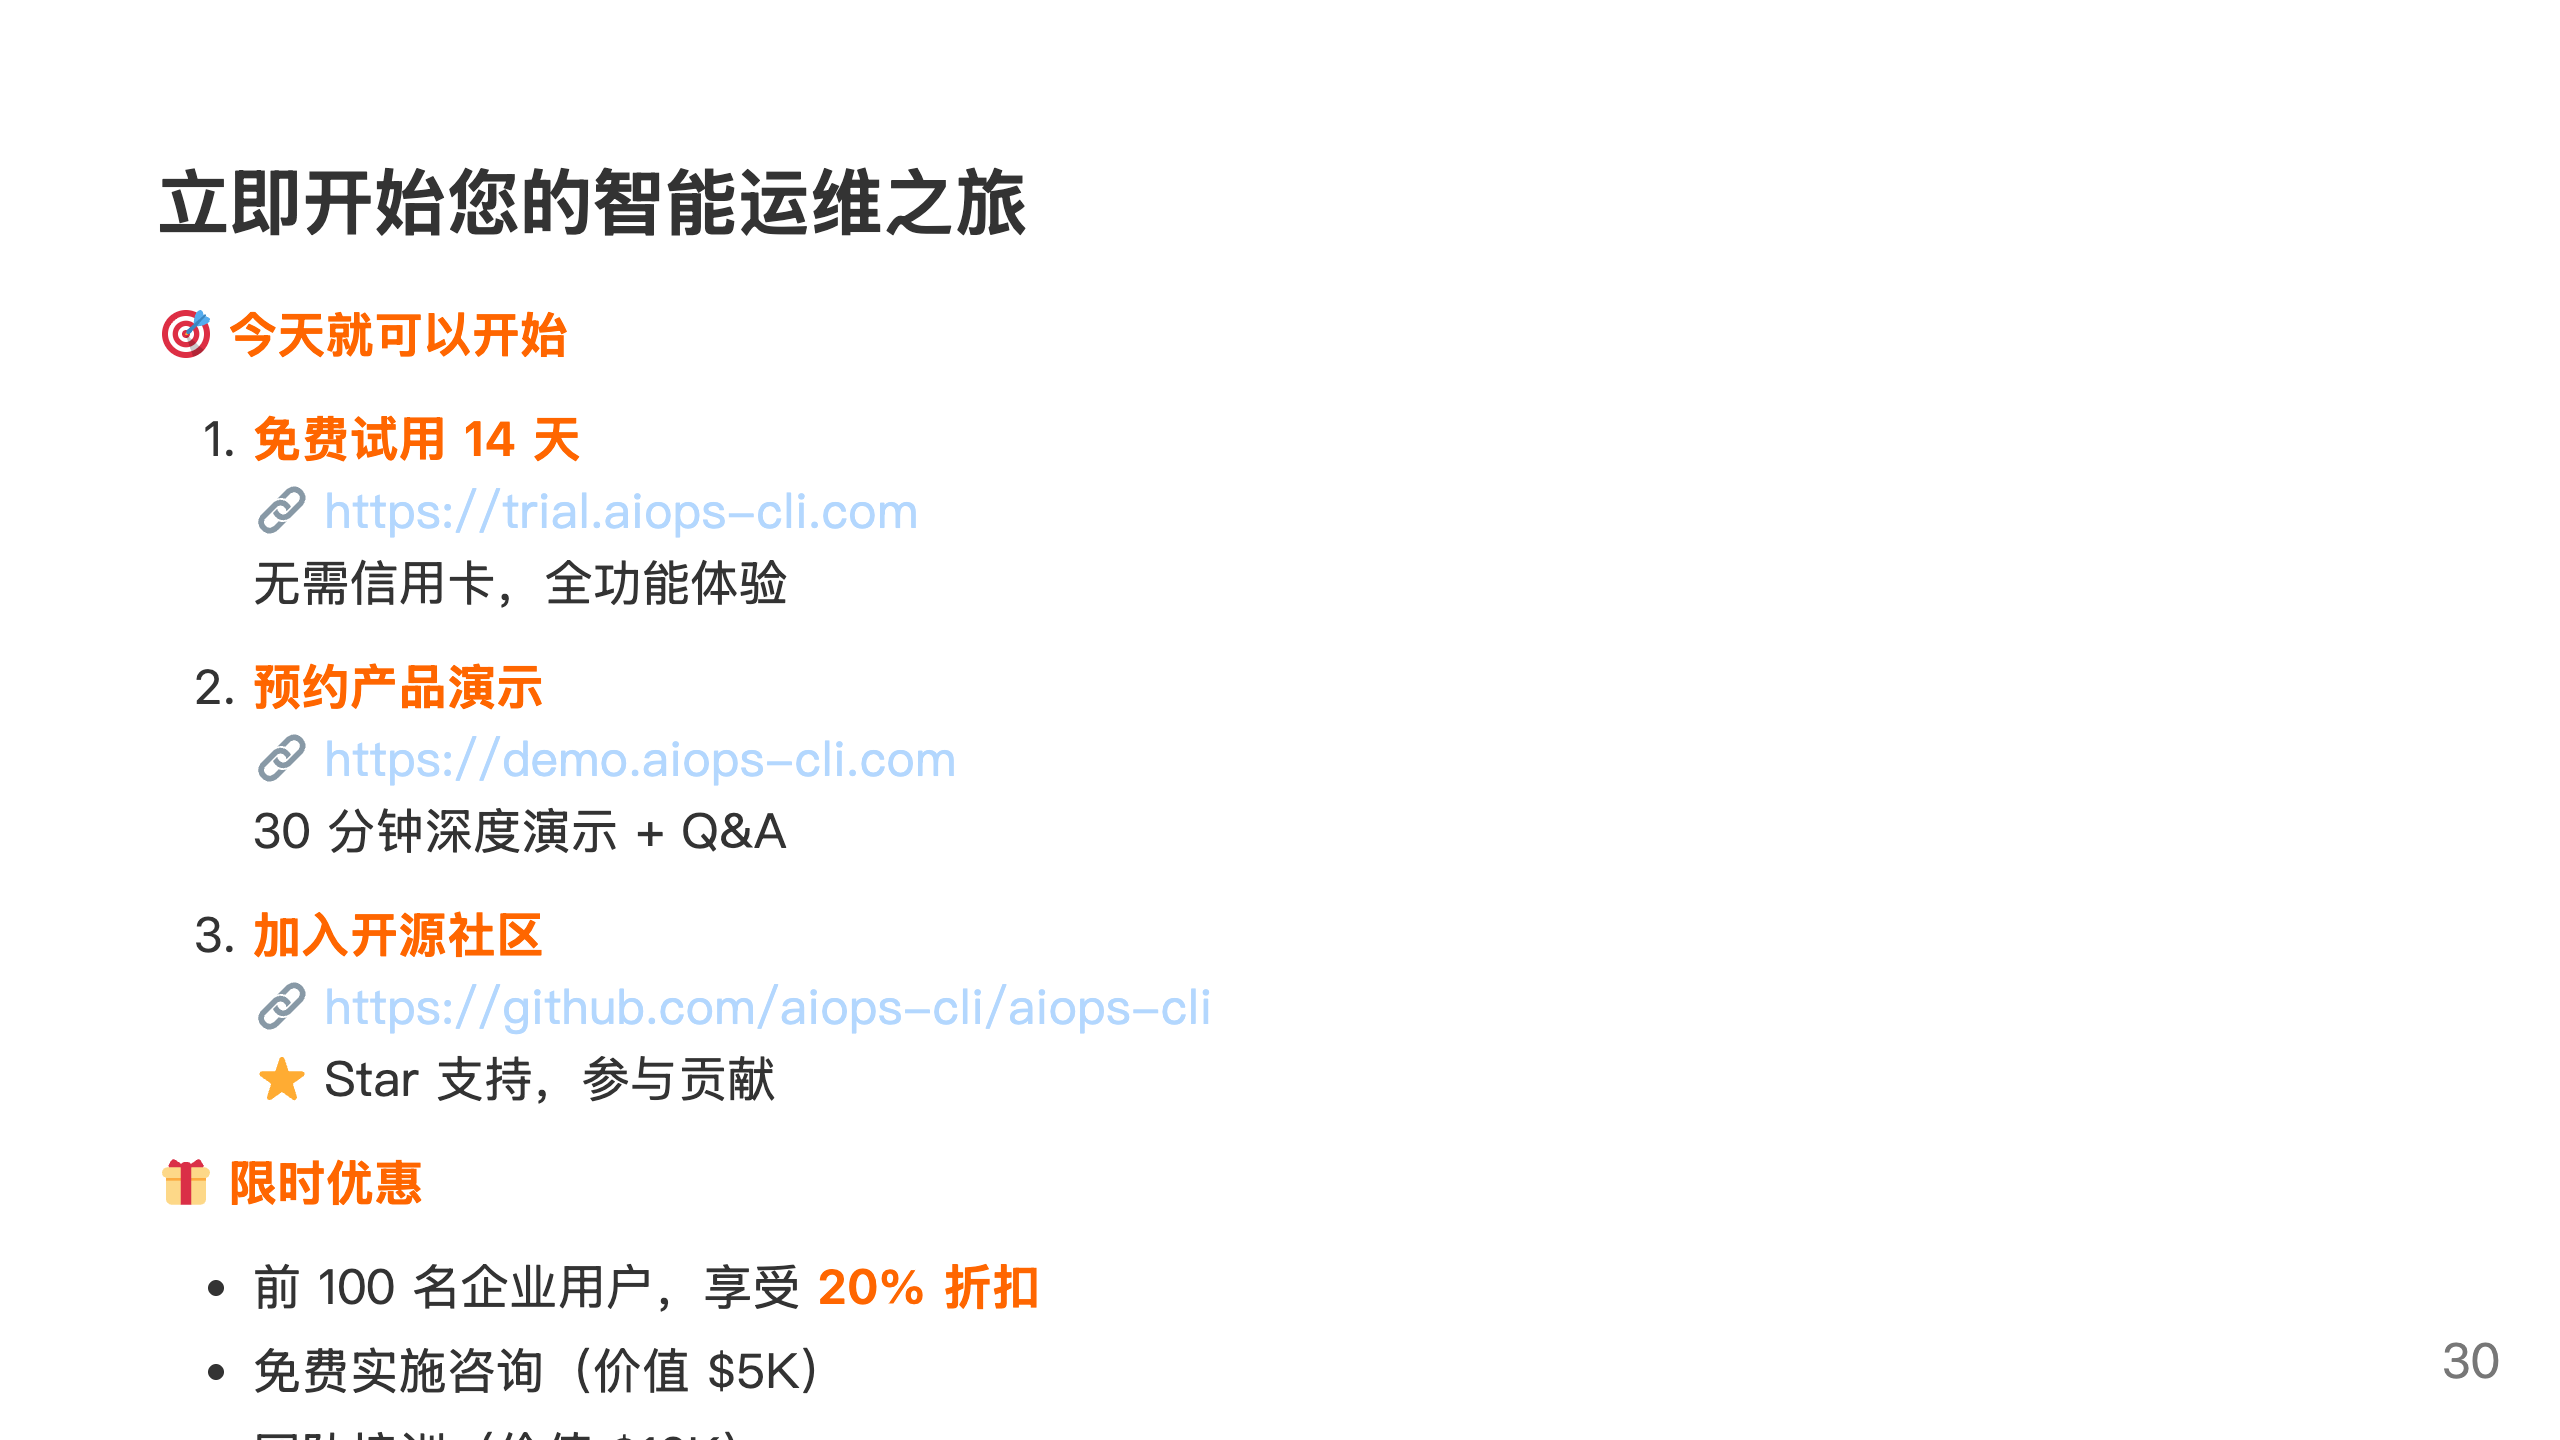 立即开始您的智能运维之旅
🎯 今天就可以开始
1. 免费试用 14 天
🔗 https://trial.aiops-cli.com
无需信用卡，全功能体验
2. 预约产品演示
🔗 https://demo.aiops-cli.com
30 分钟深度演示 + Q&A
3. 加入开源社区
🔗 https://github.com/aiops-cli/aiops-cli
⭐ Star 支持，参与贡献
🎁 限时优惠
• 前 100 名企业用户，享受 20% 折扣
• 免费实施咨询（价值 $5K）
30